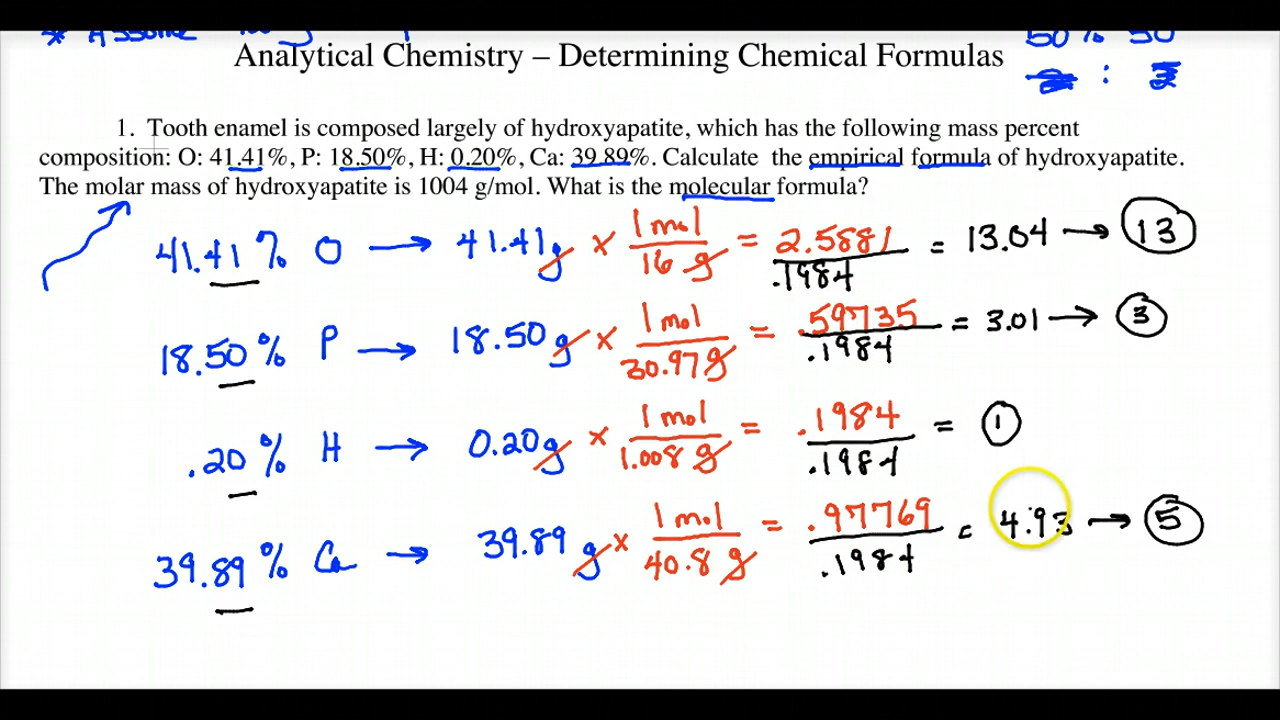 * Assume
50% 50
Analytical Chemistry – Determining Chemical Formulas
:
1. Tooth enamel is composed largely of hydroxyapatite, which has the following mass percent
composition: O: 41.41%, P: 18.50%, H: 0.20%, Ca: 39.89%. Calculate the empirical formula of hydroxyapatite.
The molar mass of hydroxyapatite is 1004 g/mol. What is the molecular formula?
41.41% O → 41.41g × 1 mol / 16 g = 2.5881 / .1984 = 13.04 → 13
18.50% P → 18.50g × 1 mol / 30.97g = .59735 / .1984 = 3.01 → 3
.20% H → 0.20g × 1 mol / 1.008 g = .1984 / .1984 = 1
39.89% Ca → 39.89 g × 1 mol / 40.8 g = .97769 / .1984 = 4.93 → 5